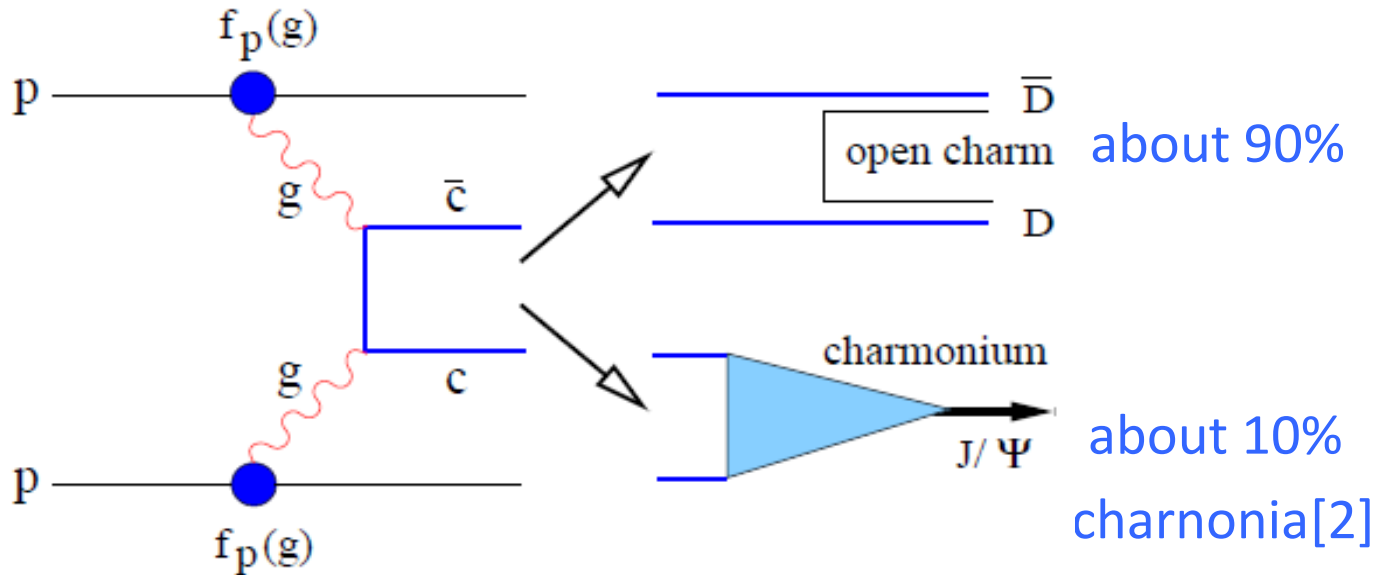 f_p(g)
p
g
c̅
g
c
p
f_p(g)
D̅
open charm
about 90%
D
charmonium
J/ Ψ
about 10%
charnonia[2]